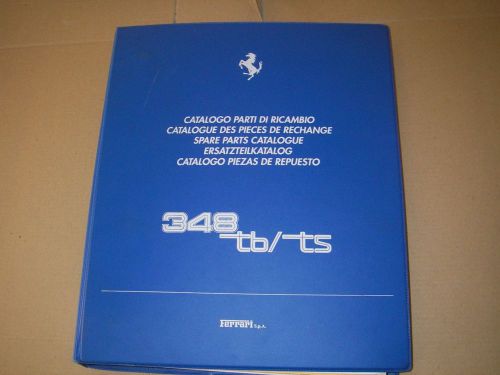 CATALOGO PARTI DI RICAMBIO
CATALOGUE DES PIECES DE RECHANGE
SPARE PARTS CATALOGUE
ERSATZTEILKATALOG
CATALOGO PIEZAS DE REPUESTO
348 tb/ts
Ferrari S.p.A.